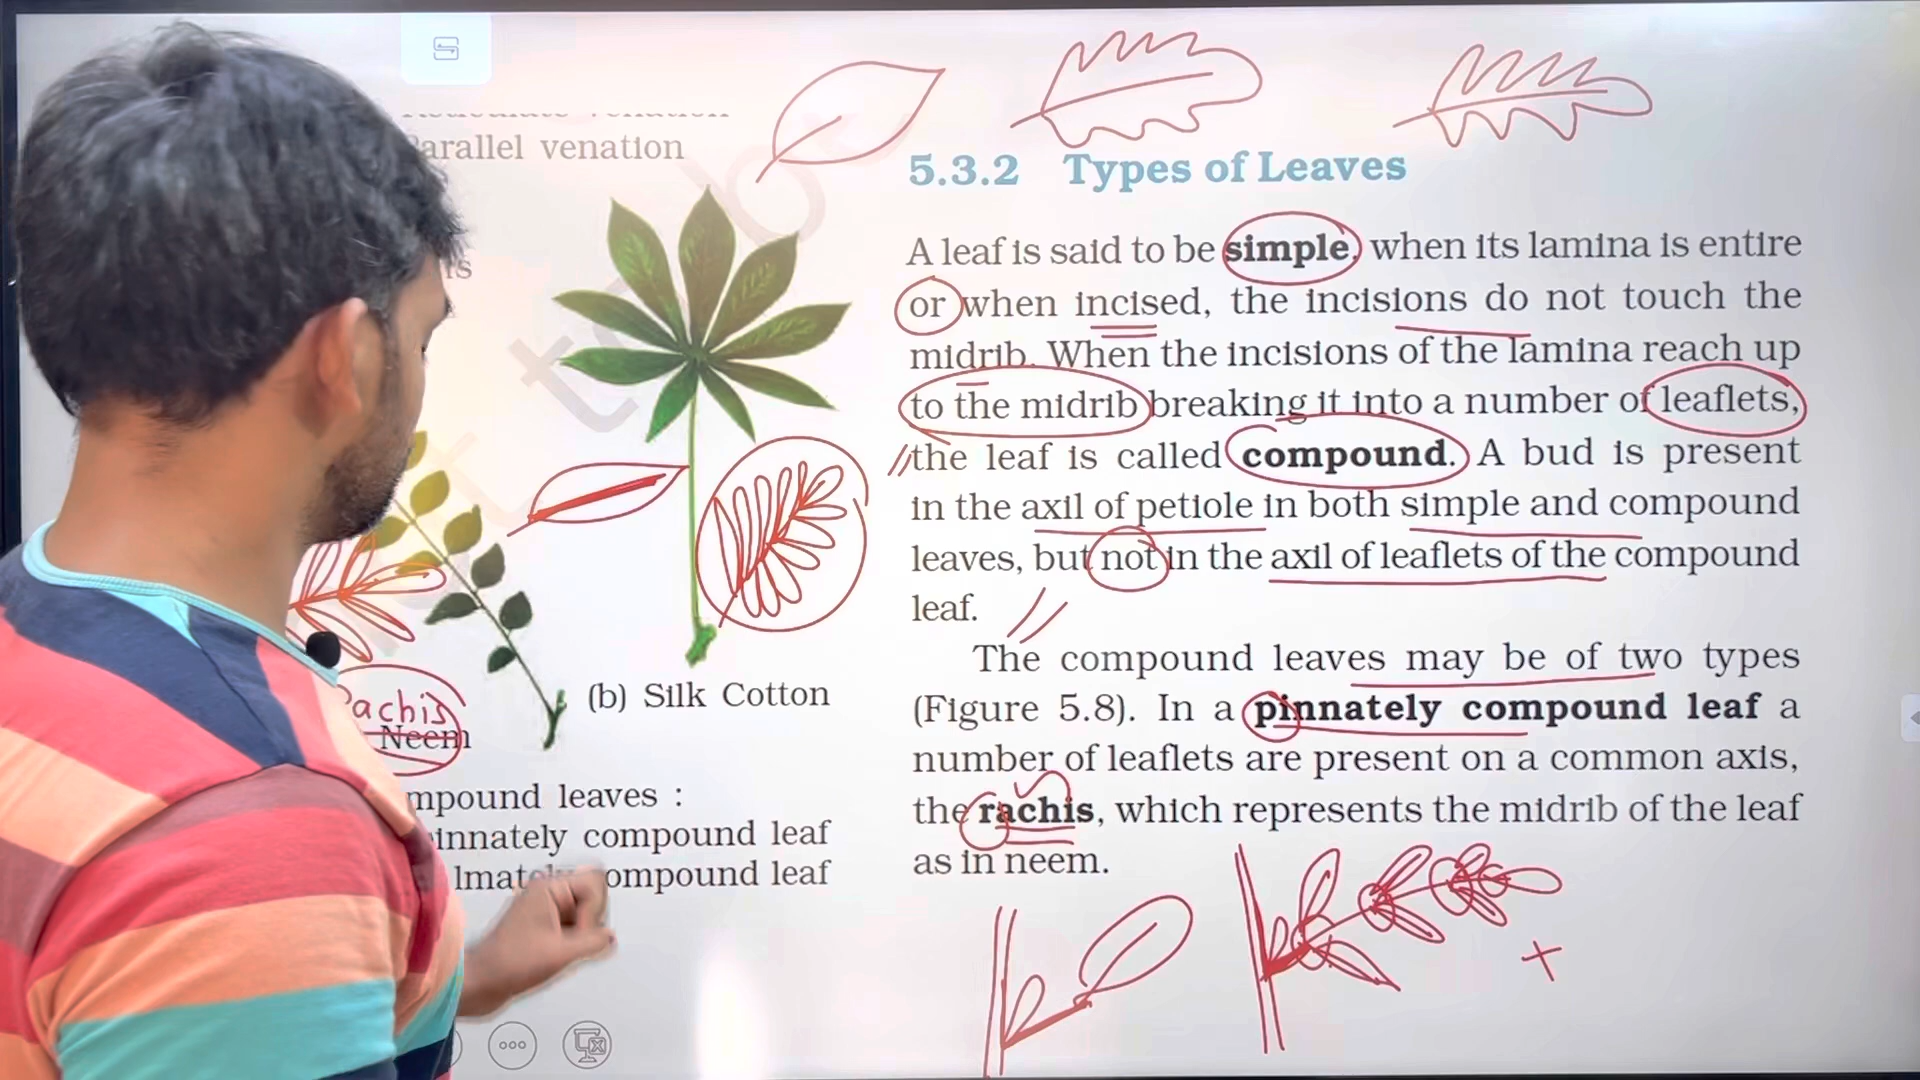 arallel venation
is
(b) Silk Cotton
achis
Neem
mpound leaves :
innately compound leaf
compound leaf
5.3.2 Types of Leaves
A leaf is said to be simple, when its lamina is entire
or when incised, the incisions do not touch the
midrib. When the incisions of the lamina reach up
to the midrib breaking it into a number of leaflets,
the leaf is called compound. A bud is present
in the axil of petiole in both simple and compound
leaves, but not in the axil of leaflets of the compound
leaf.
The compound leaves may be of two types
(Figure 5.8). In a pinnately compound leaf a
number of leaflets are present on a common axis,
the rachis, which represents the midrib of the leaf
as in neem.